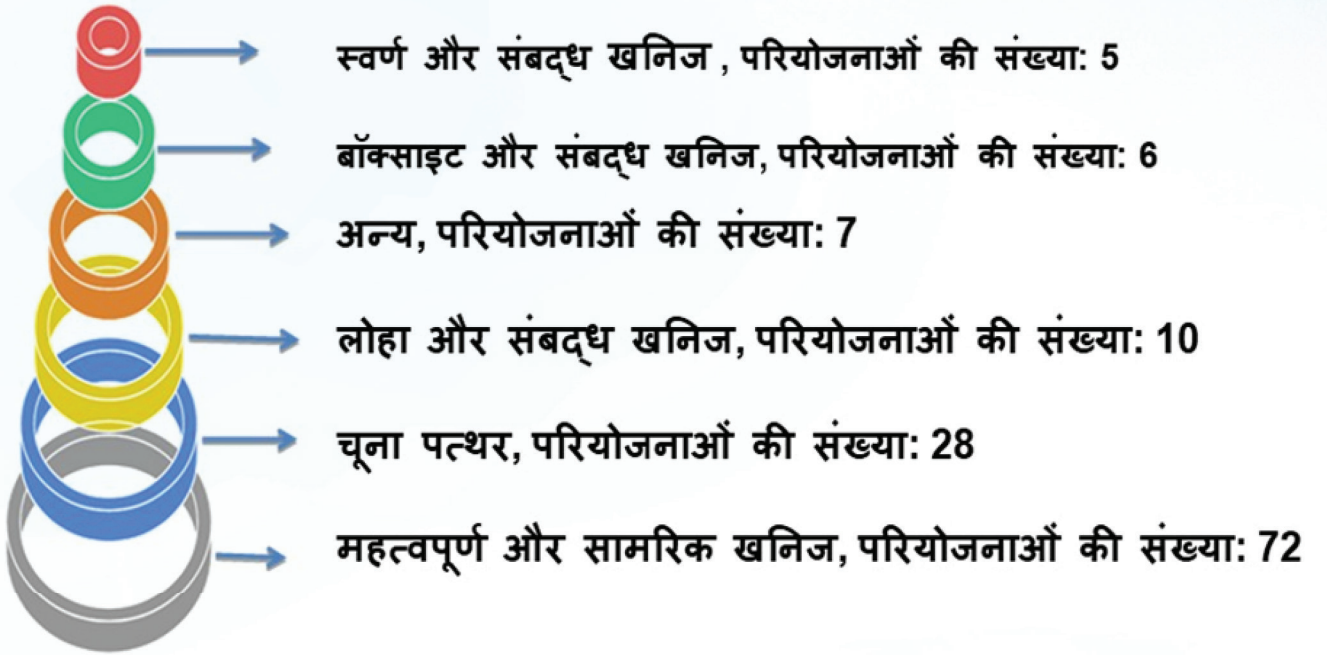 स्वर्ण और संबद्ध खनिज , परियोजनाओं की संख्या: 5
बॉक्साइट और संबद्ध खनिज, परियोजनाओं की संख्या: 6
अन्य, परियोजनाओं की संख्या: 7
लोहा और संबद्ध खनिज, परियोजनाओं की संख्या: 10
चूना पत्थर, परियोजनाओं की संख्या: 28
महत्वपूर्ण और सामरिक खनिज, परियोजनाओं की संख्या: 72